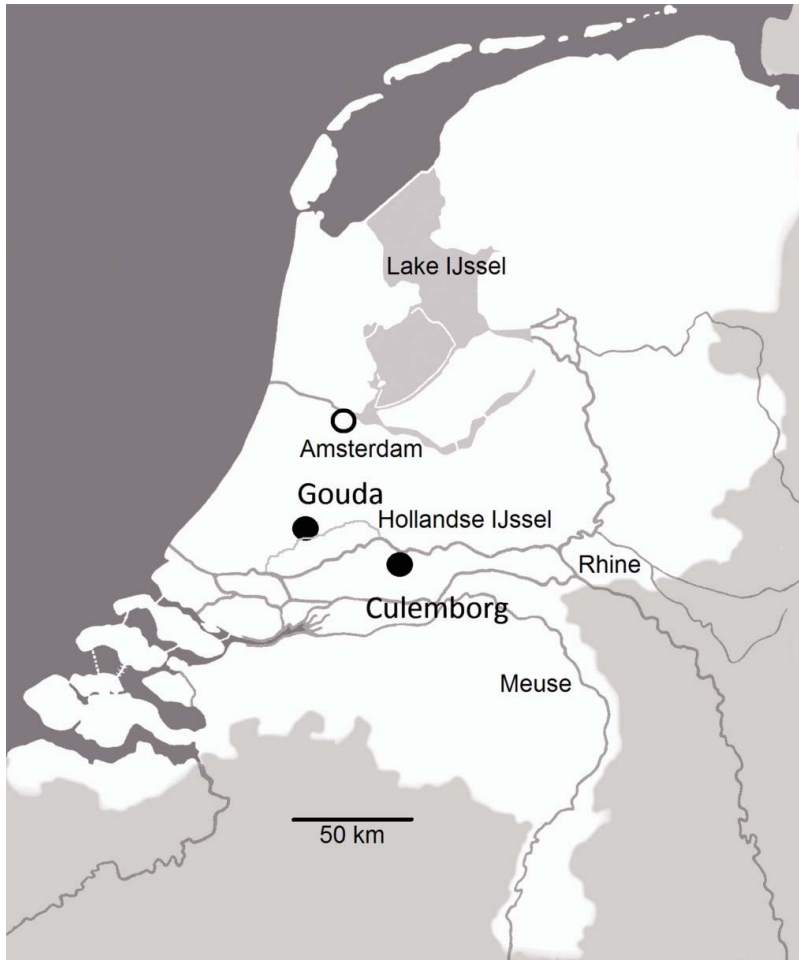 Lake IJssel
Amsterdam
Gouda
Hollandse IJssel
Rhine
Culemborg
Meuse
50 km